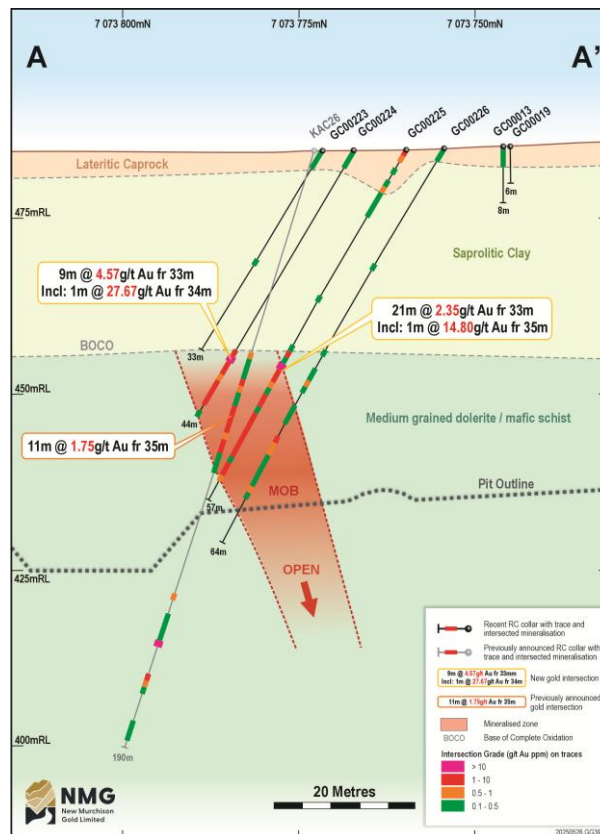 7 073 800mN
7 073 775mN
7 073 750mN
A
A'
KAC26
GC00223
GC00224
GC00225
GC00226
GC00013
GC00019
Lateritic Caprock
6m
8m
475mRL
Saprolitic Clay
9m @ 4.57g/t Au fr 33m
Incl: 1m @ 27.67g/t Au fr 34m
21m @ 2.35g/t Au fr 33m
Incl: 1m @ 14.80g/t Au fr 35m
BOCO
33m
450mRL
44m
Medium grained dolerite / mafic schist
11m @ 1.75g/t Au fr 35m
Pit Outline
MOB
57m
64m
OPEN
425mRL
400mRL
190m
Recent RC collar with trace and
intersected mineralisation
Previously announced RC collar with
trace and intersected mineralisation
9m @ 4.57g/t Au fr 33mm
Incl: 1m @ 27.67g/t Au fr 34m
New gold intersection
11m @ 1.75g/t Au fr 35m
Previously announced
gold intersection
Mineralised zone
BOCO
Base of Complete Oxidation
Intersection Grade (g/t Au ppm) on traces
> 10
1 - 10
0.5 - 1
0.1 - 0.5
NMG
New Murchison
Gold Limited
20 Metres